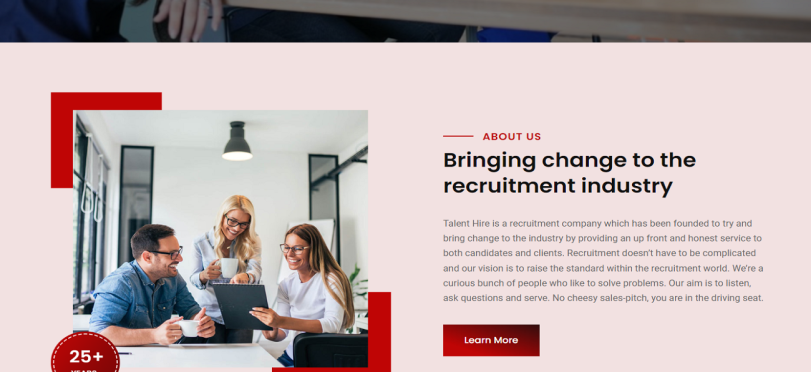 ABOUT US
Bringing change to the
recruitment industry
Talent Hire is a recruitment company which has been founded to try and
bring change to the industry by providing an up front and honest service to
both candidates and clients. Recruitment doesn't have to be complicated
and our vision is to raise the standard within the recruitment world. We're a
curious bunch of people who like to solve problems. Our aim is to listen,
ask questions and serve. No cheesy sales-pitch, you are in the driving seat.
Learn More
25+
YEARS